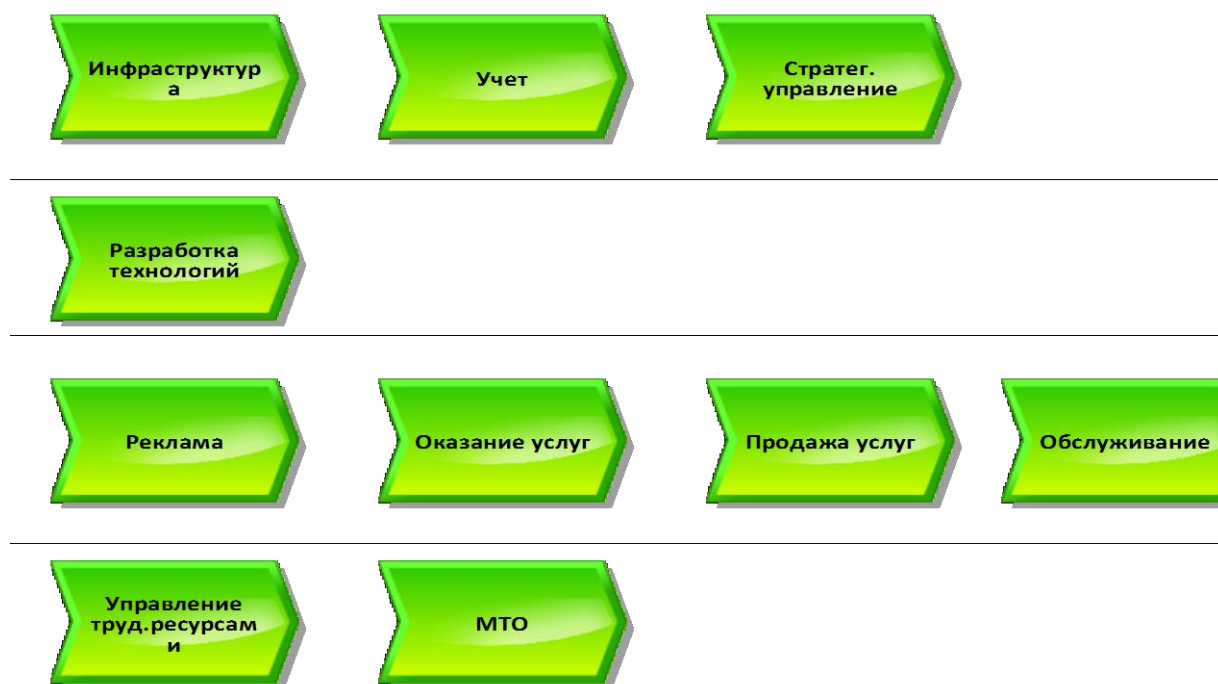 Инфраструктур
а
Учет
Стратег.
управление
Разработка
технологий
Реклама
Оказание услуг
Продажа услуг
Обслуживание
Управление
труд.ресурсам
и
МТО